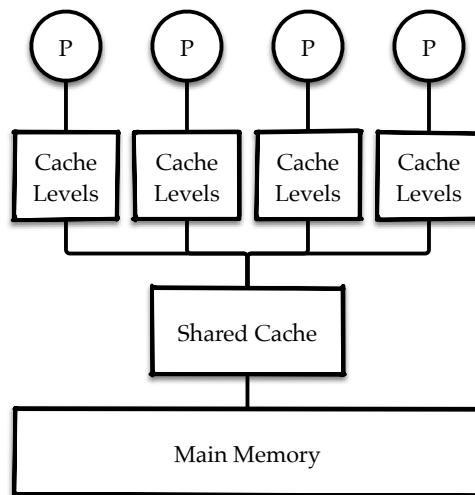 P P P P
Cache Cache Cache Cache
Levels Levels Levels Levels
Shared Cache
Main Memory